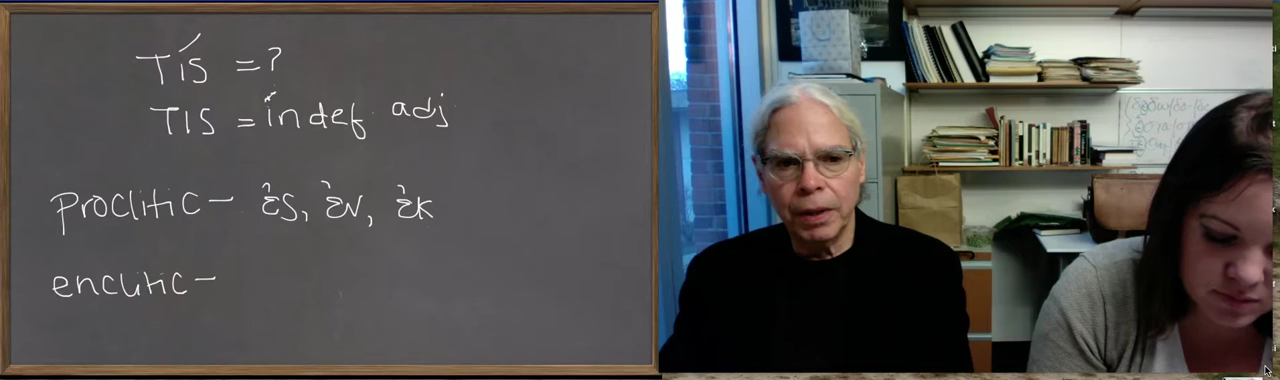 τίς = ?
τις = indef. adj.
proclitic – ἐς, ἐν, ἐκ
enclitic –